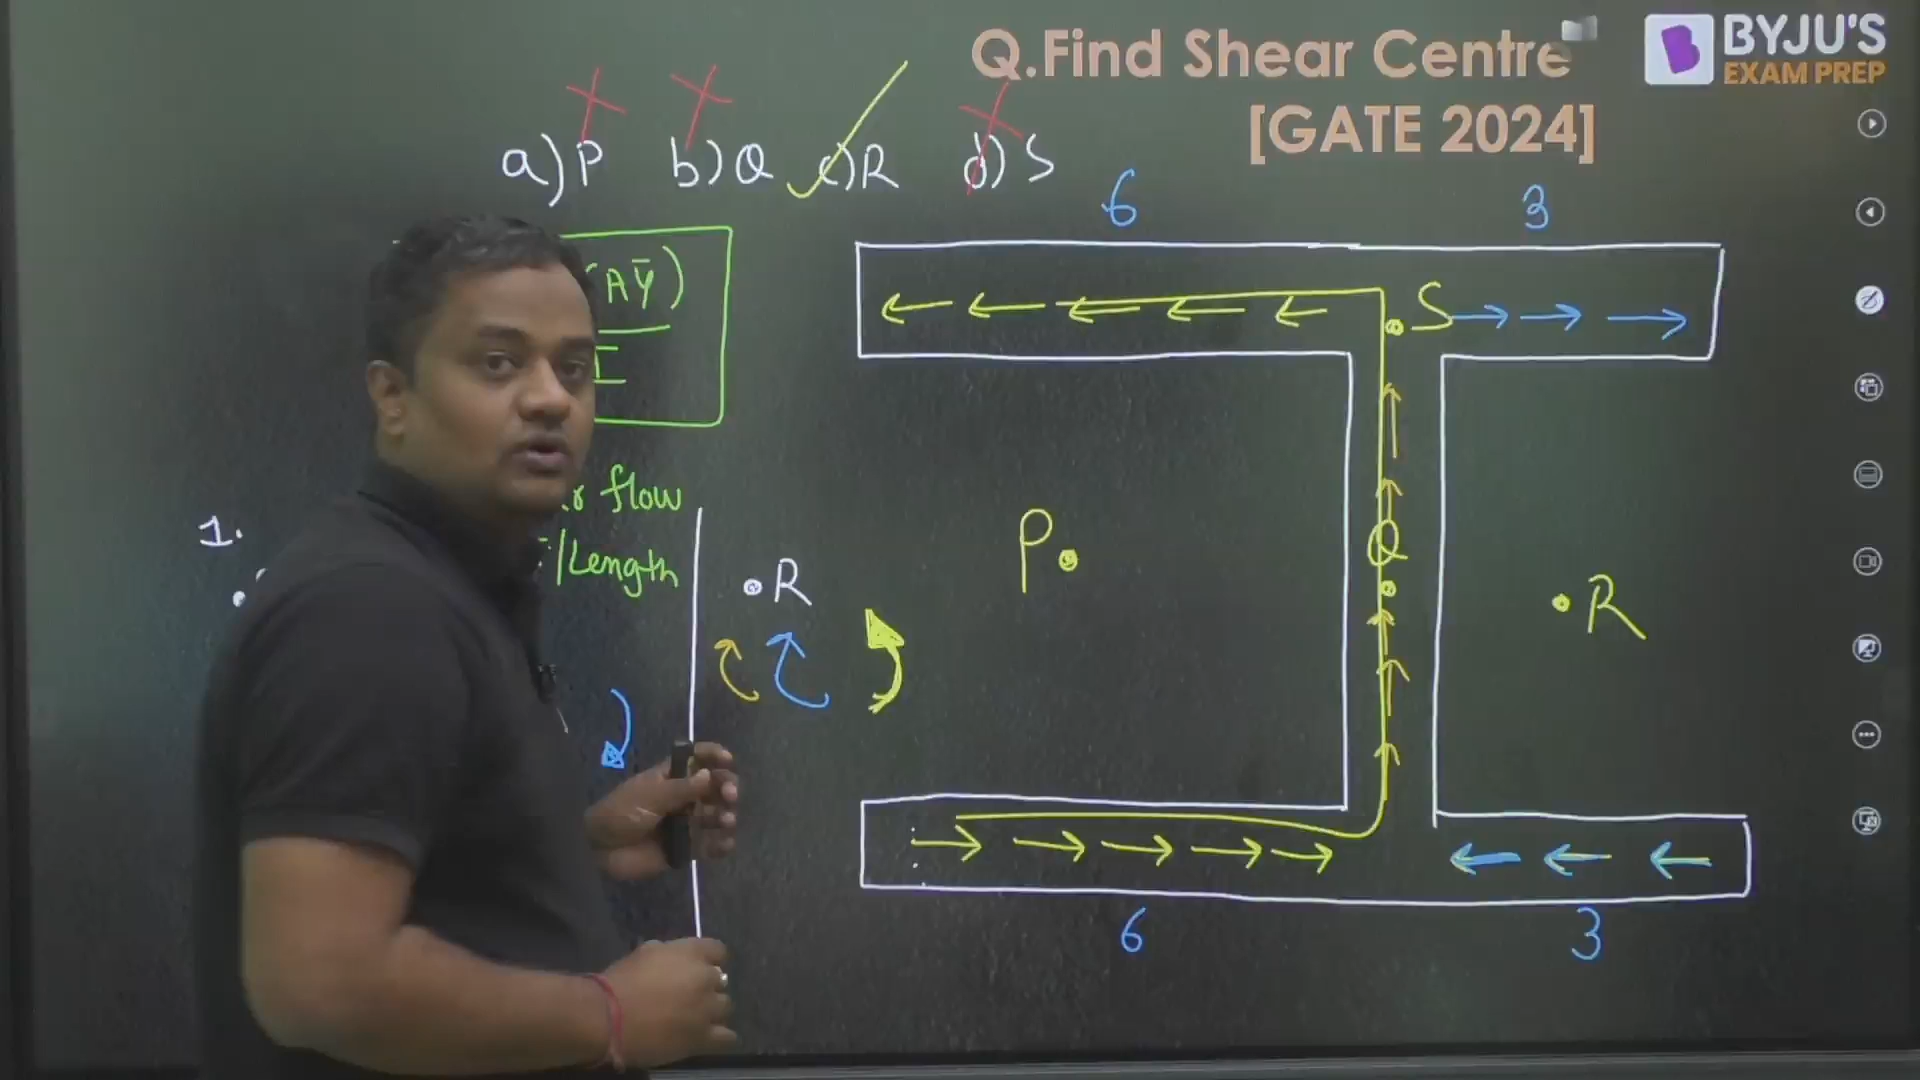 Q.Find Shear Centre
[GATE 2024]
BYJU'S
EXAM PREP
a) P b) Q c) R d) S
6 3
(AȲ)
I
S
flow
/Length
1.
R
P
Q
R
6 3